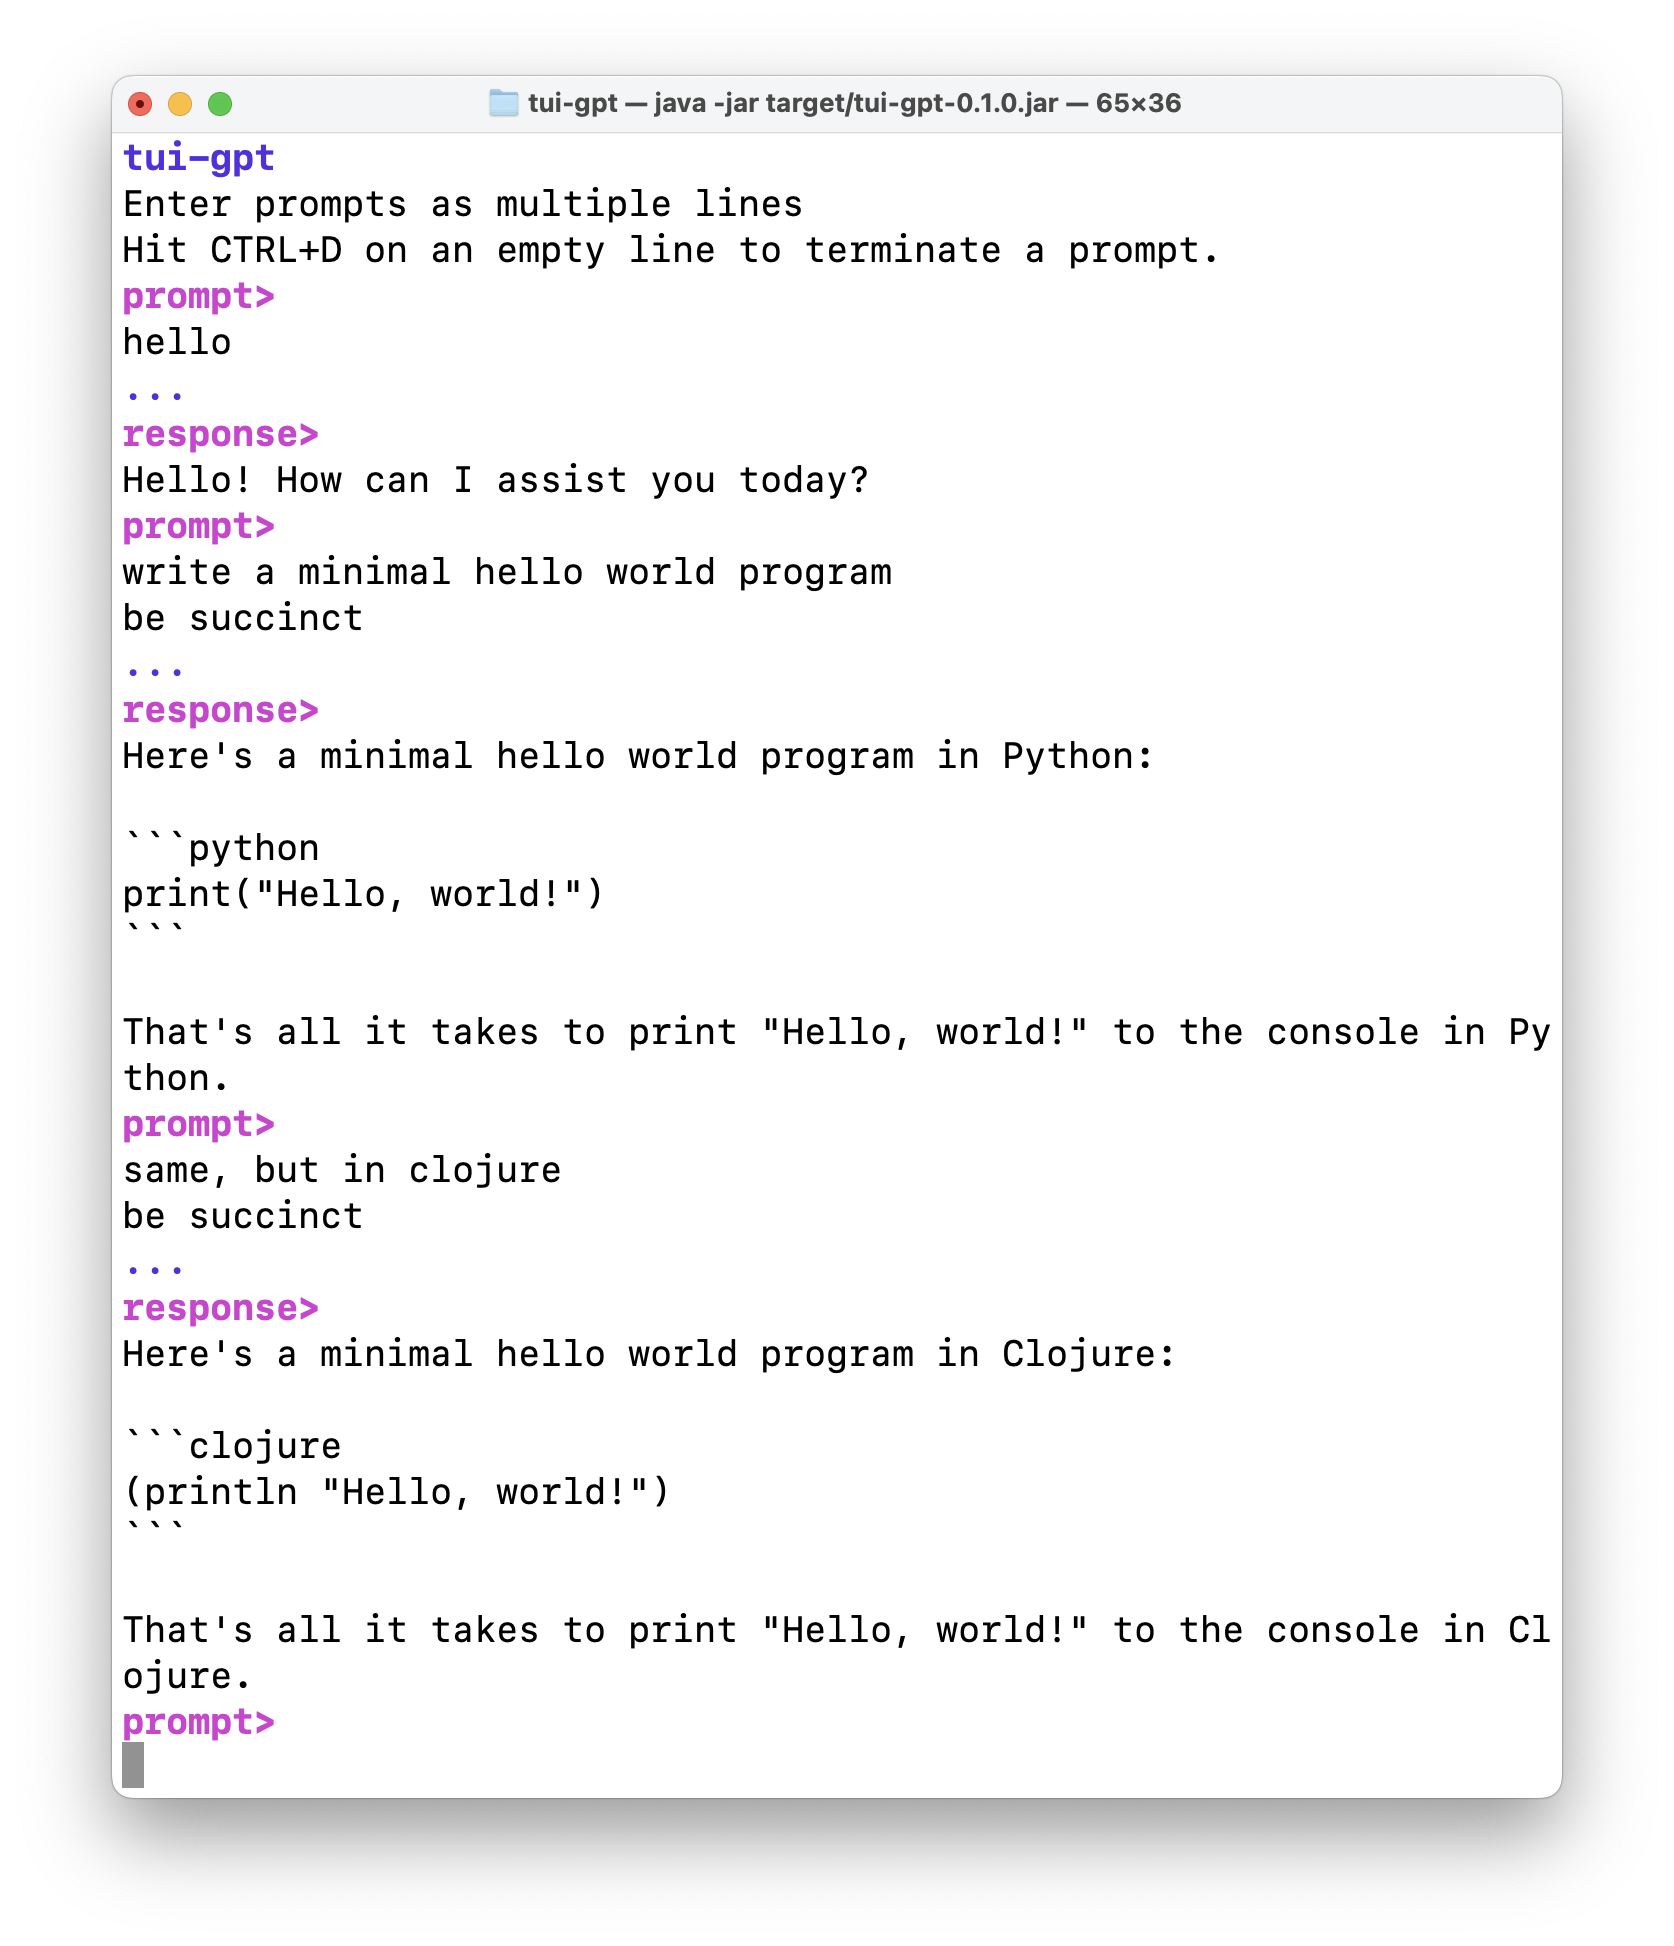 tui-gpt — java -jar target/tui-gpt-0.1.0.jar — 65×36
tui-gpt
Enter prompts as multiple lines
Hit CTRL+D on an empty line to terminate a prompt.
prompt>
hello
...
response>
Hello! How can I assist you today?
prompt>
write a minimal hello world program
be succinct
...
response>
Here's a minimal hello world program in Python:

```python
print("Hello, world!")
```

That's all it takes to print "Hello, world!" to the console in Py
thon.
prompt>
same, but in clojure
be succinct
...
response>
Here's a minimal hello world program in Clojure:

```clojure
(println "Hello, world!")
```

That's all it takes to print "Hello, world!" to the console in Cl
ojure.
prompt>